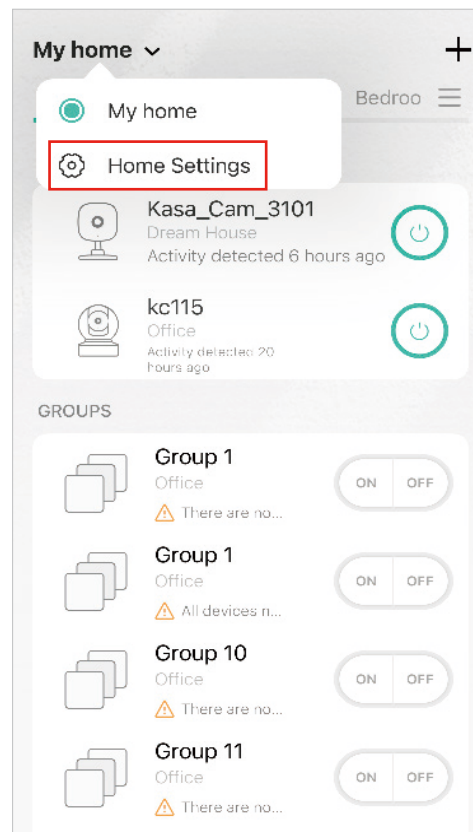 My home
Bedroo
My home
Home Settings
Kasa_Cam_3101
Dream House
Activity detected 6 hours ago
kc115
Office
Activity detected 20
hours ago
GROUPS
Group 1
Office
There are no...
ON OFF
Group 1
Office
All devices n...
ON OFF
Group 10
Office
There are no...
ON OFF
Group 11
Office
There are no...
ON OFF